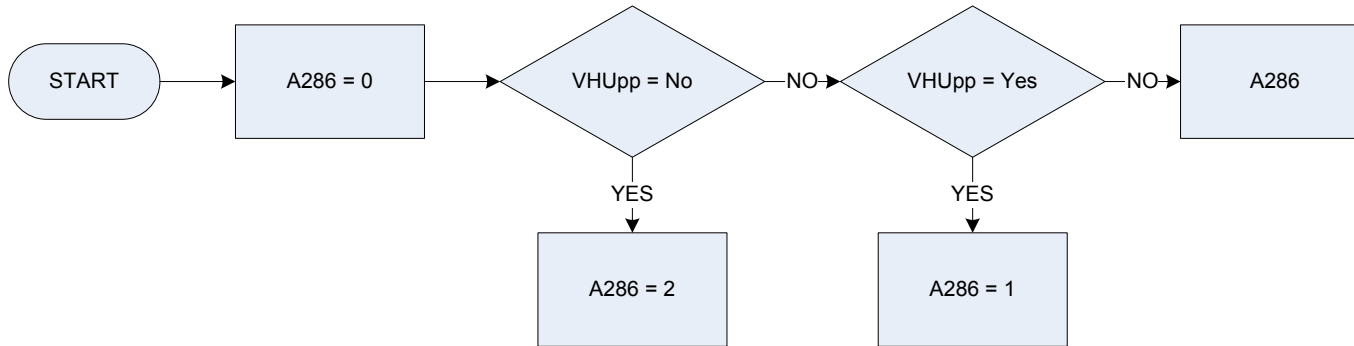 START
A286 = 0
VHUpp = No
NO
VHUpp = Yes
NO
A286
YES
YES
A286 = 2
A286 = 1